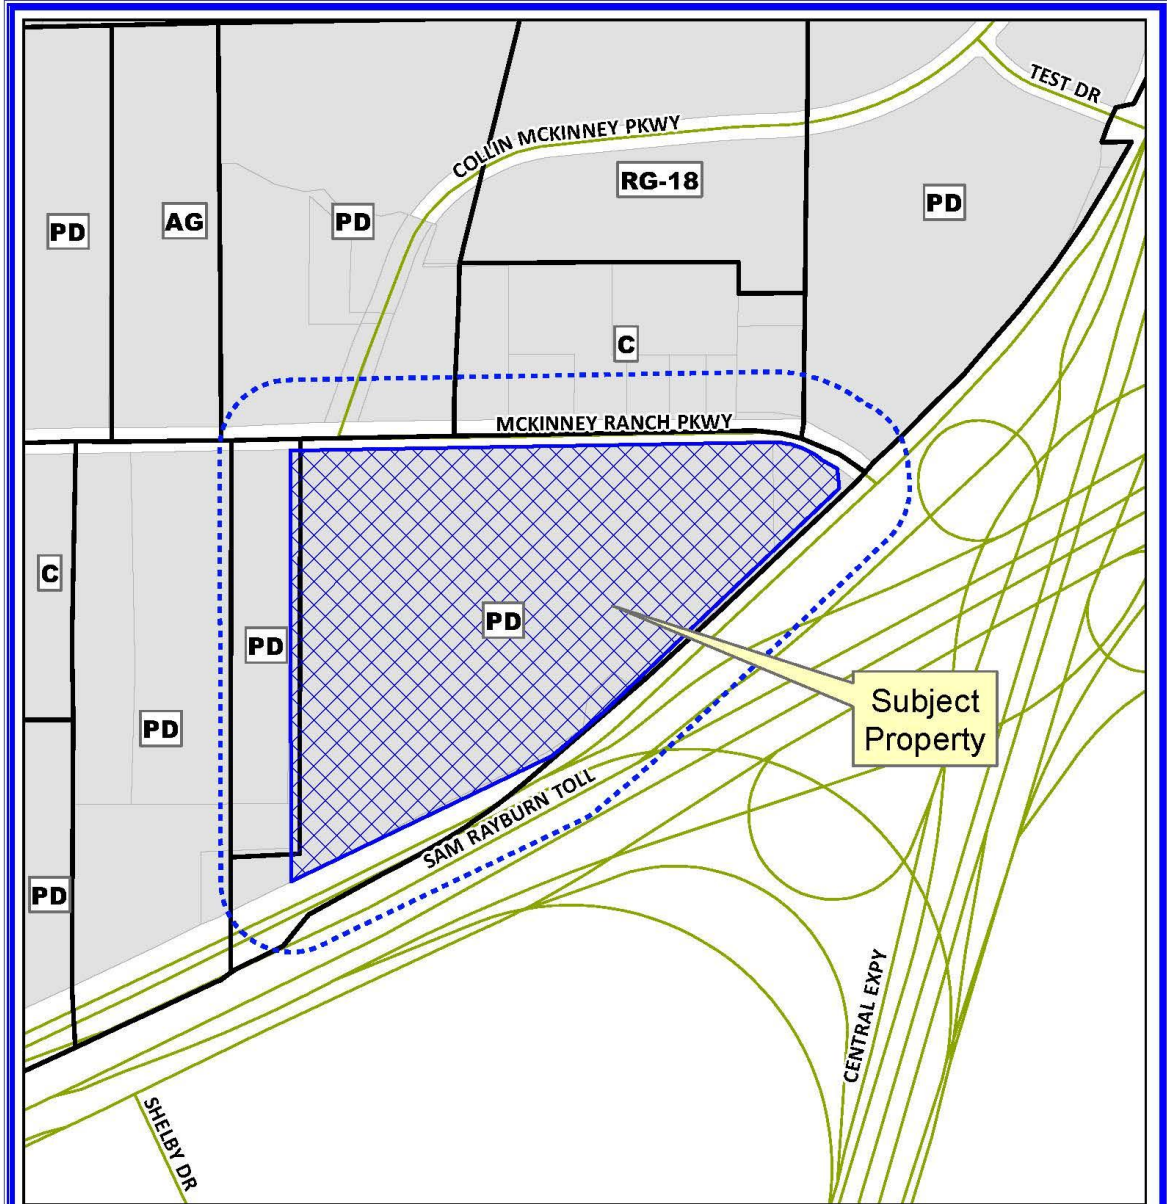 TEST DR
COLLIN MCKINNEY PKWY
RG-18
PD
PD
AG
PD
C
MCKINNEY RANCH PKWY
C
PD
PD
PD
Subject
Property
SAM RAYBURN TOLL
PD
CENTRAL EXPY
SHELBY DR